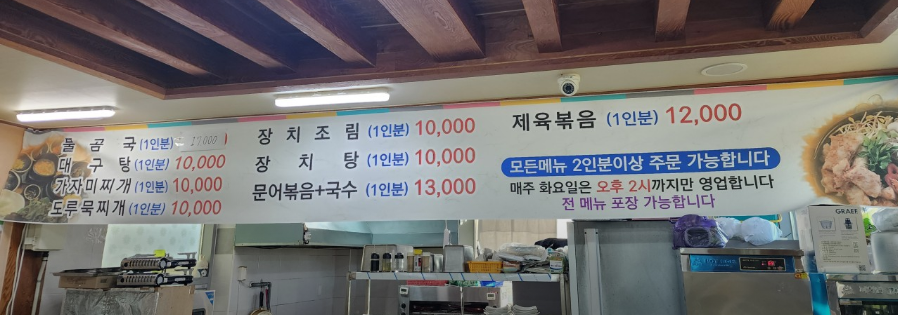 물 곰 국 (1인분) 17,000
대 구 탕 (1인분) 10,000
가자미찌개 (1인분) 10,000
도루묵찌개 (1인분) 10,000
장 치 조 림 (1인분) 10,000
장 치 탕 (1인분) 10,000
문어볶음+국수 (1인분) 13,000
제육볶음 (1인분) 12,000
모든메뉴 2인분이상 주문 가능합니다
매주 화요일은 오후 2시까지만 영업합니다
전 메뉴 포장 가능합니다
GRAEF